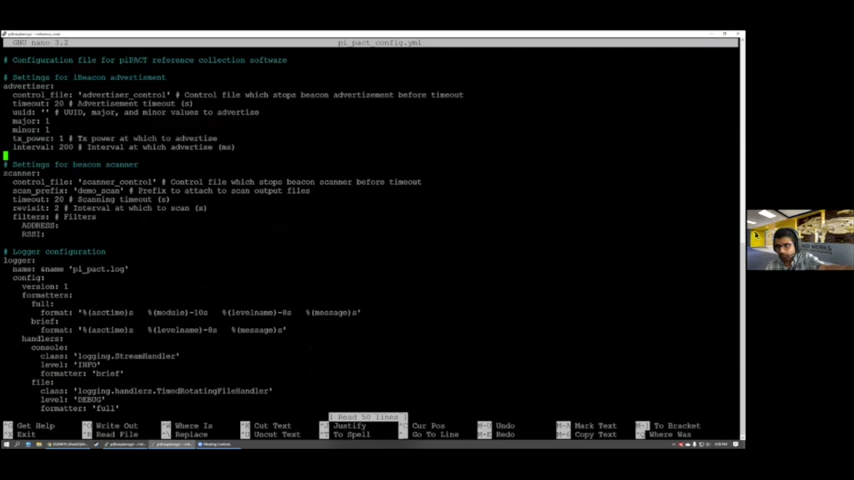 GNU nano 3.2
pi_pact_config.yml
# Configuration file for piPACT reference collection software
# Settings for iBeacon advertisment
advertiser:
control_file: 'advertiser_control' # Control file which stops beacon advertisement before timeout
timeout: 20 # Advertisement timeout (s)
uuid: '' # UUID, major, and minor values to advertise
major: 1
minor: 1
tx_power: 1 # Tx power at which to advertise
interval: 200 # Interval at which advertise (ms)
# Settings for beacon scanner
scanner:
control_file: 'scanner_control' # Control file which stops beacon scanner before timeout
scan_prefix: 'demo_scan' # Prefix to attach to scan output files
timeout: 20 # Scanning timeout (s)
revisit: 2 # Interval at which to scan (s)
filters: # Filters
ADDRESS:
RSSI:
# Logger configuration
logger:
name: &name 'pi_pact.log'
config:
version: 1
formatters:
full:
format: '%(asctime)s   %(module)-10s   %(levelname)-8s   %(message)s'
brief:
format: '%(asctime)s   %(levelname)-8s   %(message)s'
handlers:
console:
class: 'logging.StreamHandler'
level: 'INFO'
formatter: 'brief'
file:
class: 'logging.handlers.TimedRotatingFileHandler'
level: 'DEBUG'
formatter: 'full'
[ Read 50 lines ]
^G Get Help ^O Write Out ^W Where Is ^K Cut Text ^J Justify ^C Cur Pos M-U Undo M-A Mark Text M-] To Bracket
^X Exit ^R Read File ^\ Replace ^U Uncut Text ^T To Spell ^_ Go To Line M-E Redo M-6 Copy Text ^Q Where Was